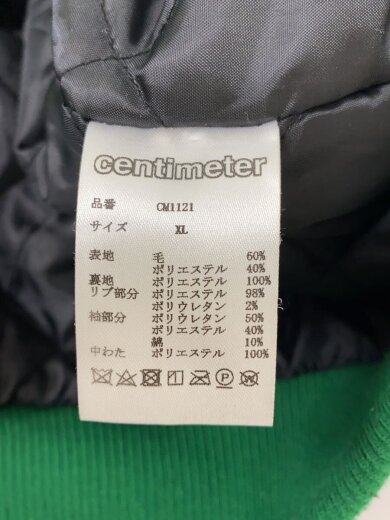 centimeter
品番 CM1121
サイズ XL
表地 毛 60%
ポリエステル 40%
裏地 ポリエステル 100%
リブ部分 ポリエステル 98%
ポリウレタン 2%
袖部分 ポリウレタン 50%
ポリエステル 40%
綿 10%
中わた ポリエステル 100%